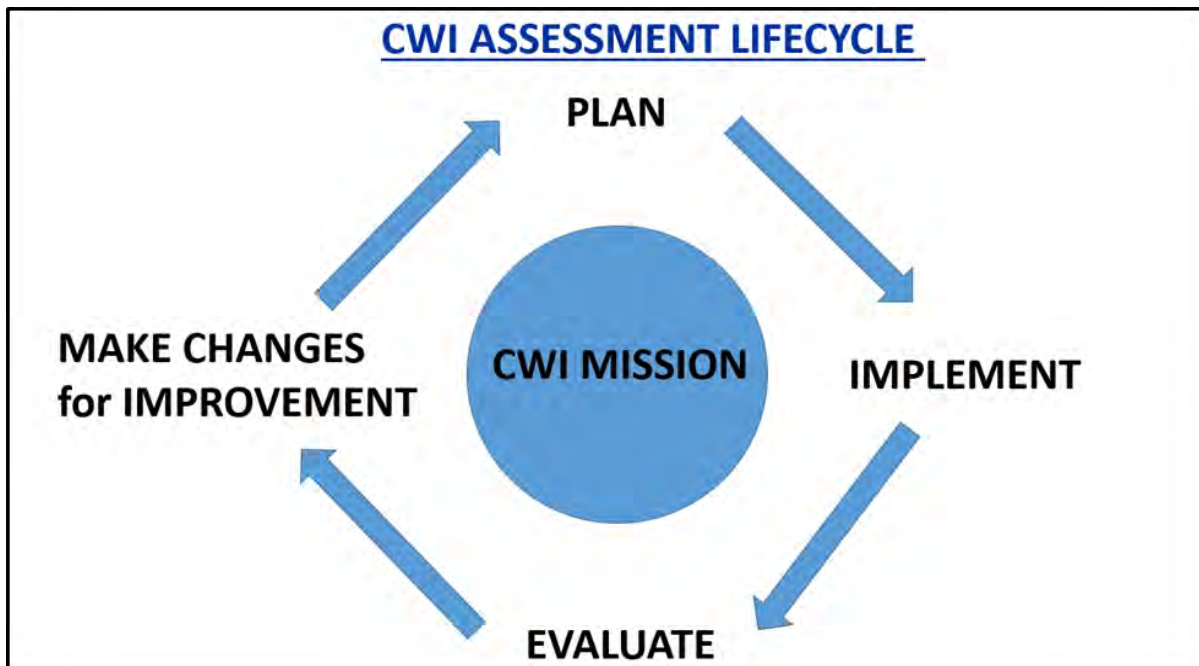 CWI ASSESSMENT LIFECYCLE
PLAN
IMPLEMENT
EVALUATE
MAKE CHANGES
for IMPROVEMENT
CWI MISSION